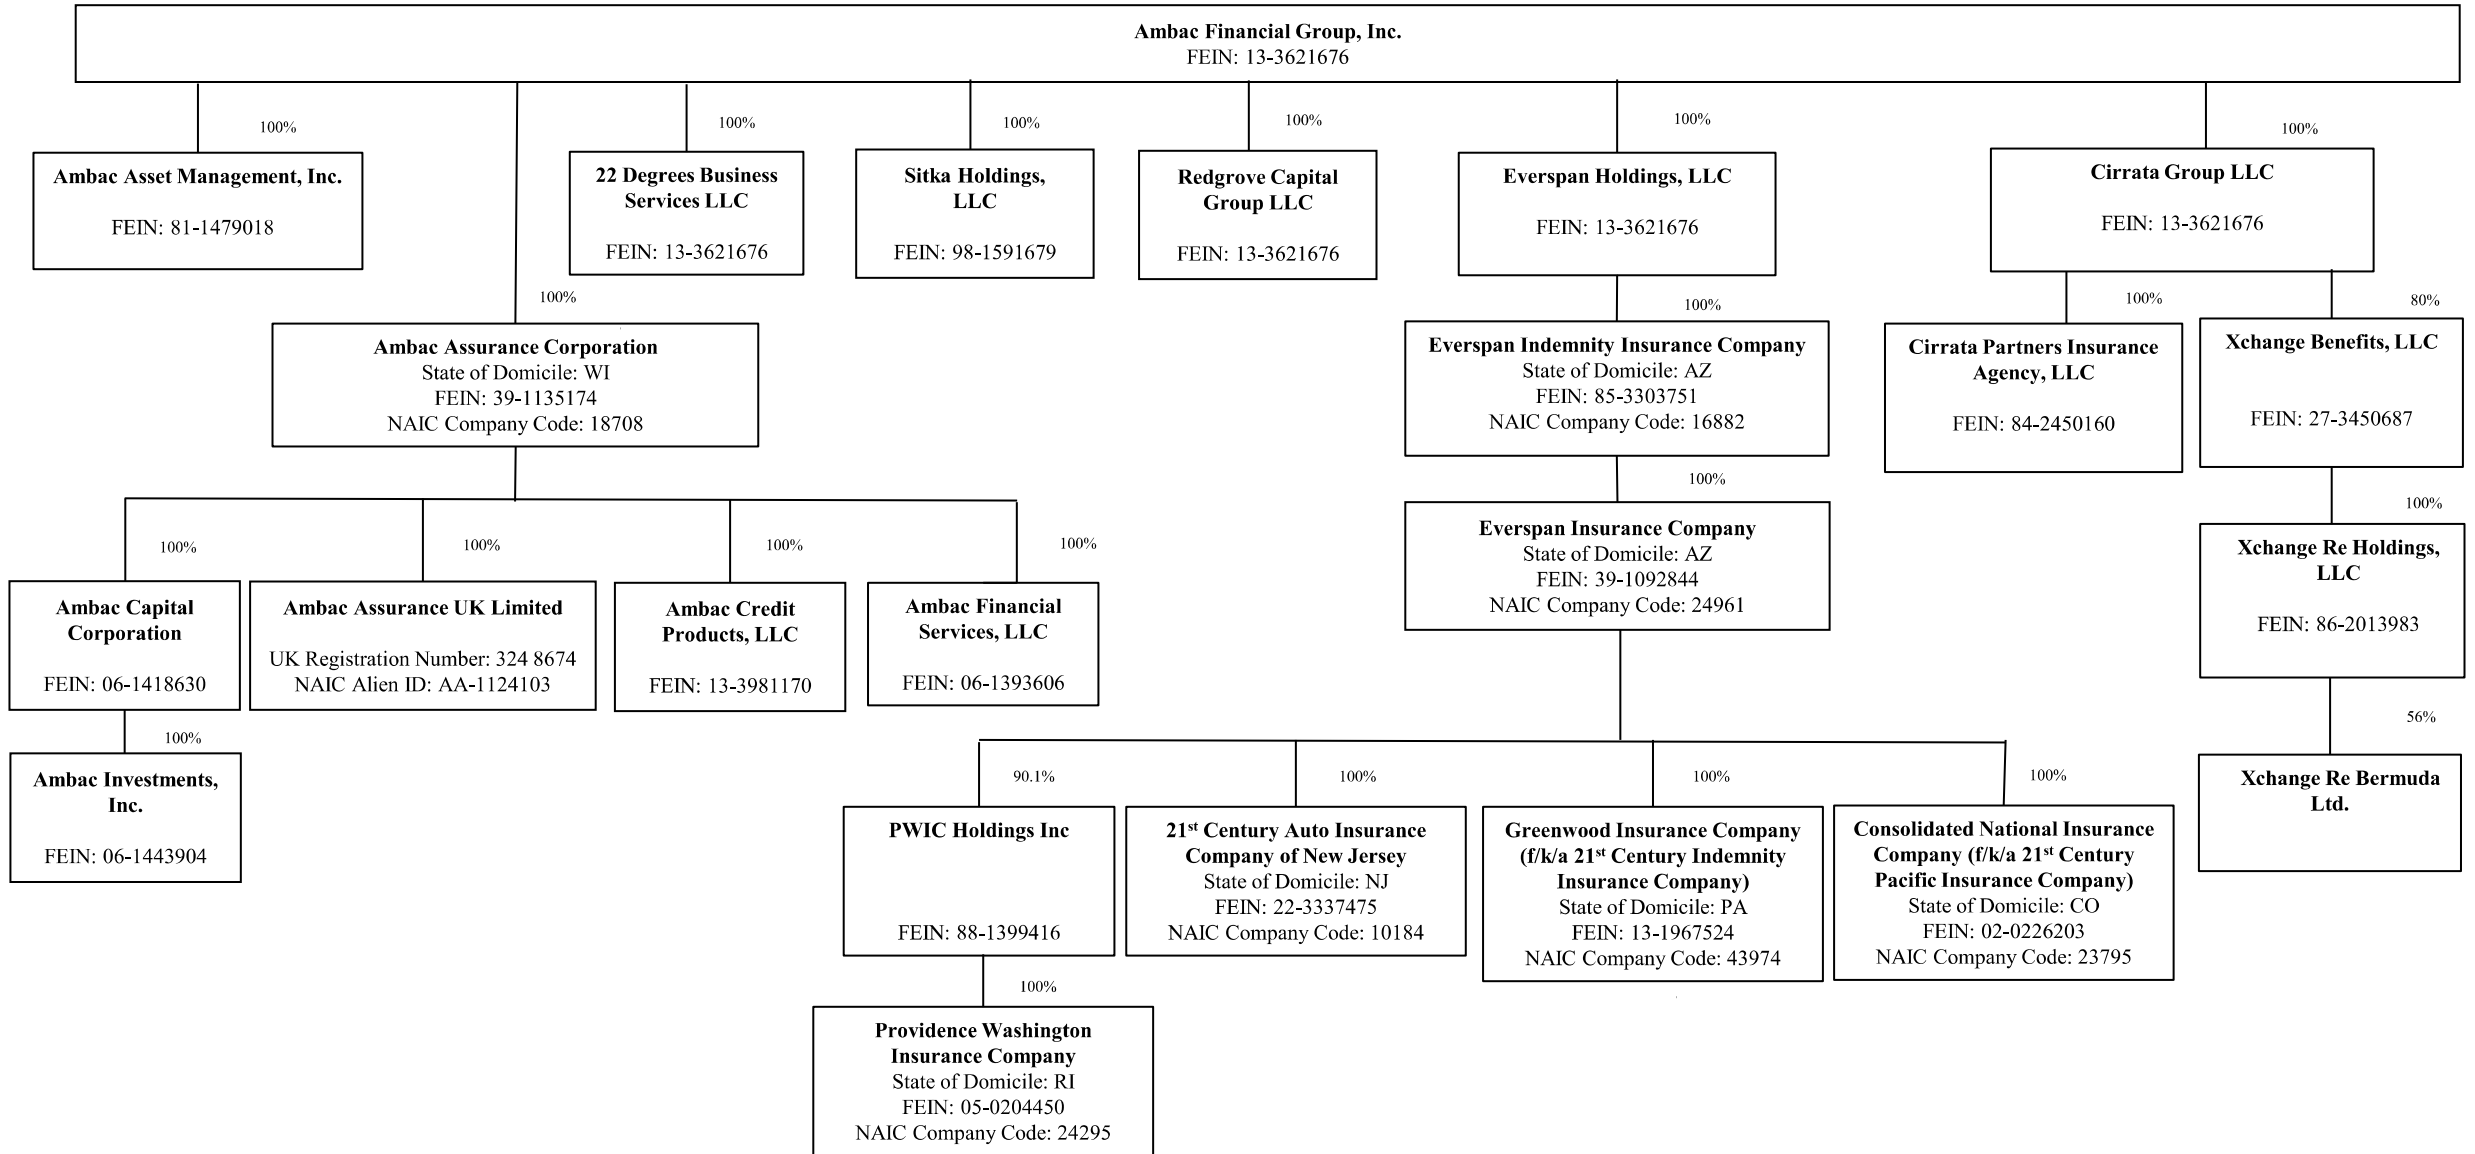 Ambac Financial Group, Inc.
FEIN: 13-3621676
100%
100%
100%
100%
100%
100%
Ambac Asset Management, Inc.
FEIN: 81-1479018
22 Degrees Business
Services LLC
FEIN: 13-3621676
Sitka Holdings,
LLC
FEIN: 98-1591679
Redgrove Capital
Group LLC
FEIN: 13-3621676
Everspan Holdings, LLC
FEIN: 13-3621676
Cirrata Group LLC
FEIN: 13-3621676
100%
100%
100%
80%
Ambac Assurance Corporation
State of Domicile: WI
FEIN: 39-1135174
NAIC Company Code: 18708
Everspan Indemnity Insurance Company
State of Domicile: AZ
FEIN: 85-3303751
NAIC Company Code: 16882
Cirrata Partners Insurance
Agency, LLC
FEIN: 84-2450160
Xchange Benefits, LLC
FEIN: 27-3450687
100%
100%
Everspan Insurance Company
State of Domicile: AZ
FEIN: 39-1092844
NAIC Company Code: 24961
Xchange Re Holdings,
LLC
FEIN: 86-2013983
100%
100%
100%
100%
Ambac Capital
Corporation
FEIN: 06-1418630
Ambac Assurance UK Limited
UK Registration Number: 324 8674
NAIC Alien ID: AA-1124103
Ambac Credit
Products, LLC
FEIN: 13-3981170
Ambac Financial
Services, LLC
FEIN: 06-1393606
100%
56%
Ambac Investments,
Inc.
FEIN: 06-1443904
90.1%
100%
100%
100%
Xchange Re Bermuda
Ltd.
PWIC Holdings Inc
FEIN: 88-1399416
21st Century Auto Insurance
Company of New Jersey
State of Domicile: NJ
FEIN: 22-3337475
NAIC Company Code: 10184
Greenwood Insurance Company
(f/k/a 21st Century Indemnity
Insurance Company)
State of Domicile: PA
FEIN: 13-1967524
NAIC Company Code: 43974
Consolidated National Insurance
Company (f/k/a 21st Century
Pacific Insurance Company)
State of Domicile: CO
FEIN: 02-0226203
NAIC Company Code: 23795
100%
Providence Washington
Insurance Company
State of Domicile: RI
FEIN: 05-0204450
NAIC Company Code: 24295